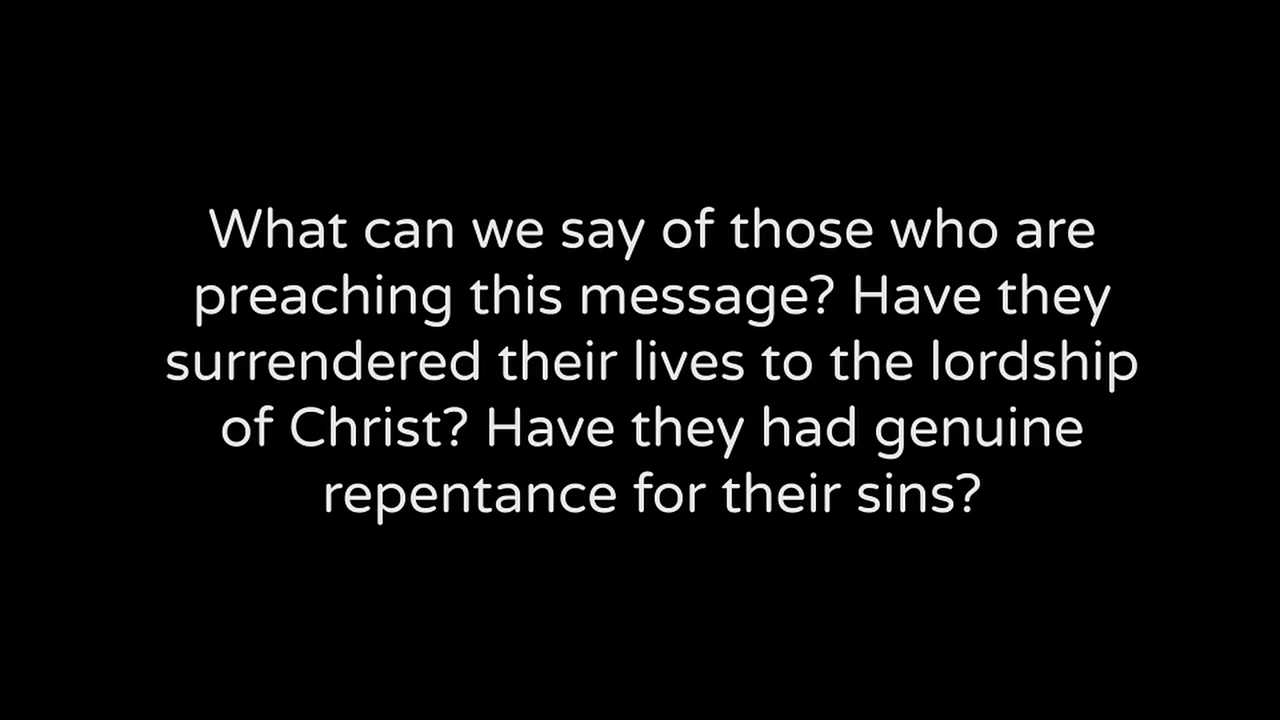 What can we say of those who are
preaching this message? Have they
surrendered their lives to the lordship
of Christ? Have they had genuine
repentance for their sins?